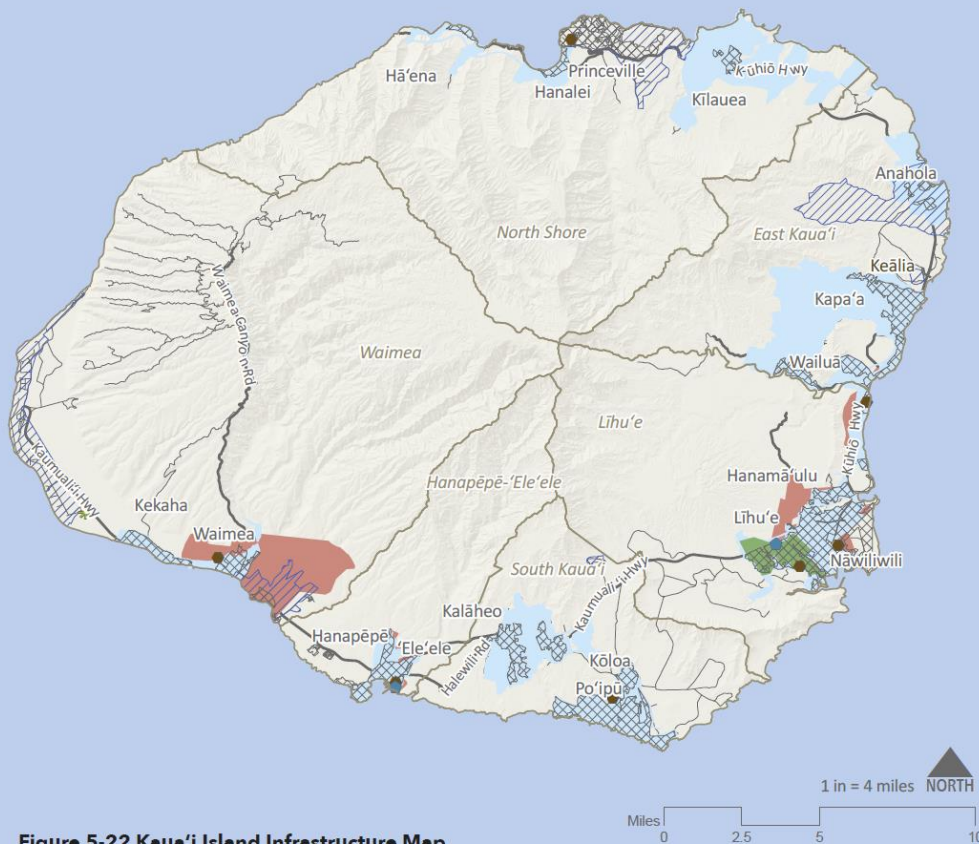 Hā‘ena
Princeville
Hanalei
Kūhiō Hwy
Kīlauea
Anahola
North Shore
East Kaua‘i
Keālia
Kapa‘a
Waimea Canyon Rd
Waimea
Wailuā
Līhu‘e
Kūhiō Hwy
Hanamā‘ulu
Hanapēpē-‘Ele‘ele
Kaumuali‘i Hwy
Kekaha
Līhu‘e
Waimea
Nāwiliwili
South Kaua‘i
Kaumuali‘i Hwy
Kalāheo
Hanapēpē
‘Ele‘ele
Halewili Rd
Kōloa
Po‘ipū
1 in = 4 miles NORTH
Miles
0 2.5 5 10
Figure 5-22 Kaua‘i Island Infrastructure Map